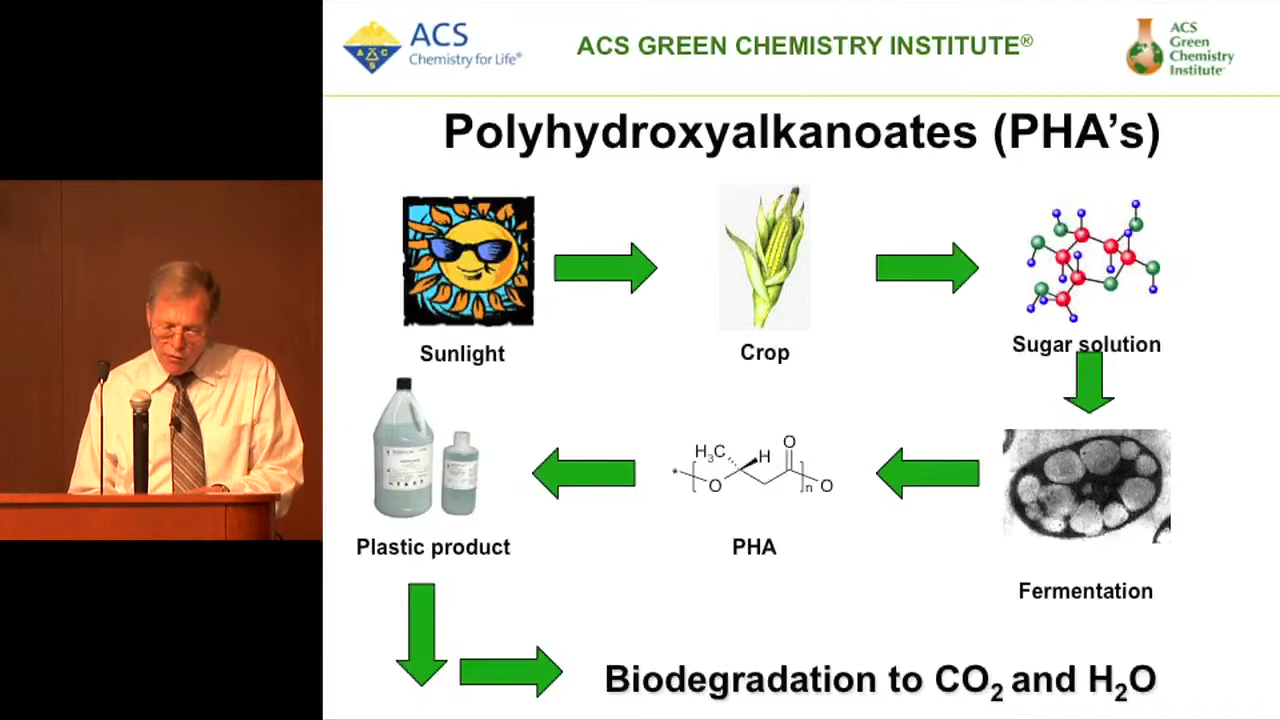 ACS
Chemistry for Life®
ACS GREEN CHEMISTRY INSTITUTE®
ACS
Green
Chemistry
Institute®
Polyhydroxyalkanoates (PHA's)
Sunlight
Crop
Sugar solution
H₃C
H
O
*
O
n
O
Plastic product
PHA
Fermentation
Biodegradation to CO₂ and H₂O